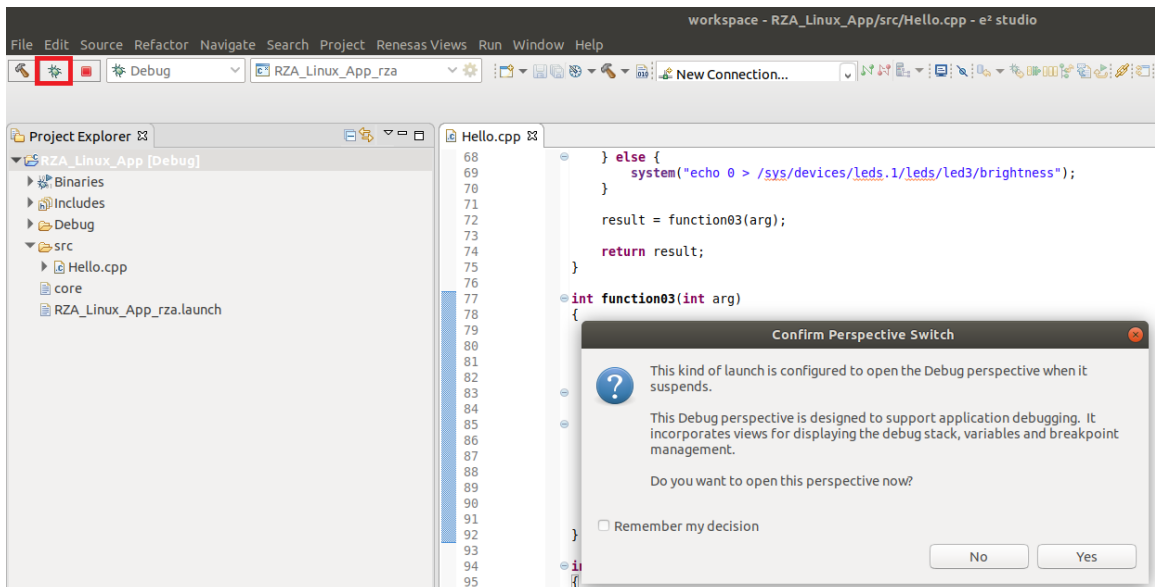 workspace - RZA_Linux_App/src/Hello.cpp - e² studio
File Edit Source Refactor Navigate Search Project Renesas Views Run Window Help
Debug RZA_Linux_App_rza New Connection...
Project Explorer
Hello.cpp
RZA_Linux_App [Debug]
Binaries
Includes
Debug
src
Hello.cpp
core
RZA_Linux_App_rza.launch
68 } else {
69 system("echo 0 > /sys/devices/leds.1/leds/led3/brightness");
70 }
71
72 result = function03(arg);
73
74 return result;
75 }
76
77 int function03(int arg)
78 {
79
80
81
82
83
84
85
86
87
88
89
90
91
92 }
93
94
95 {
Confirm Perspective Switch
This kind of launch is configured to open the Debug perspective when it
suspends.
This Debug perspective is designed to support application debugging. It
incorporates views for displaying the debug stack, variables and breakpoint
management.
Do you want to open this perspective now?
Remember my decision
No Yes